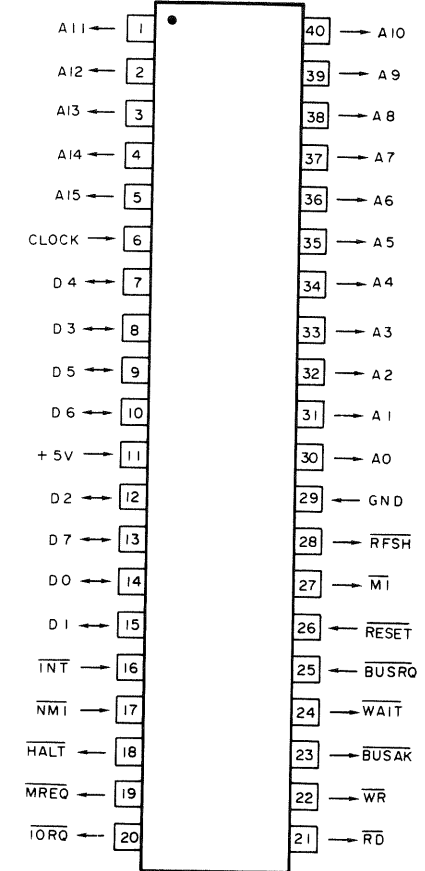 A11 1 40 A10
A12 2 39 A9
A13 3 38 A8
A14 4 37 A7
A15 5 36 A6
CLOCK 6 35 A5
D4 7 34 A4
D3 8 33 A3
D5 9 32 A2
D6 10 31 A1
+5V 11 30 A0
D2 12 29 GND
D7 13 28 RFSH
D0 14 27 M1
D1 15 26 RESET
INT 16 25 BUSRQ
NMI 17 24 WAIT
HALT 18 23 BUSAK
MREQ 19 22 WR
IORQ 20 21 RD